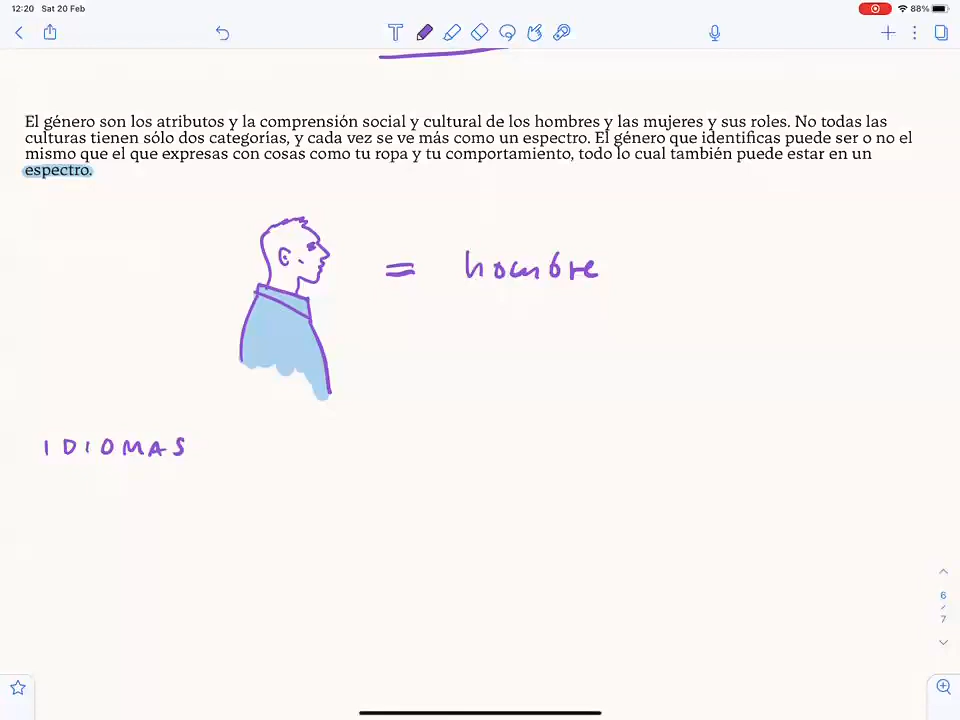 12:20 Sat 20 Feb
88%
T
El género son los atributos y la comprensión social y cultural de los hombres y las mujeres y sus roles. No todas las
culturas tienen sólo dos categorías, y cada vez se ve más como un espectro. El género que identificas puede ser o no el
mismo que el que expresas con cosas como tu ropa y tu comportamiento, todo lo cual también puede estar en un
espectro.
= hombre
IDIOMAS
6
/
7